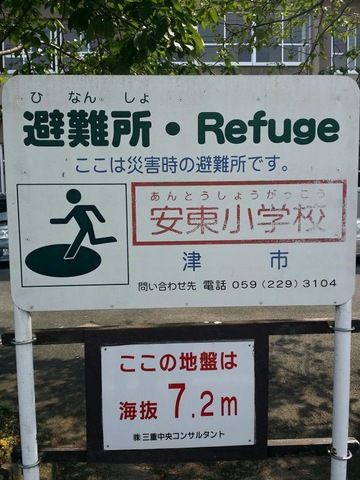 ひ なん しょ
避難所・Refuge
ここは災害時の避難所です。
あんとうしょうがっこう
安東小学校
津 市
問い合わせ先 電話 059(229)3104
ここの地盤は
海抜 7.2m
㈱三重中央コンサルタント